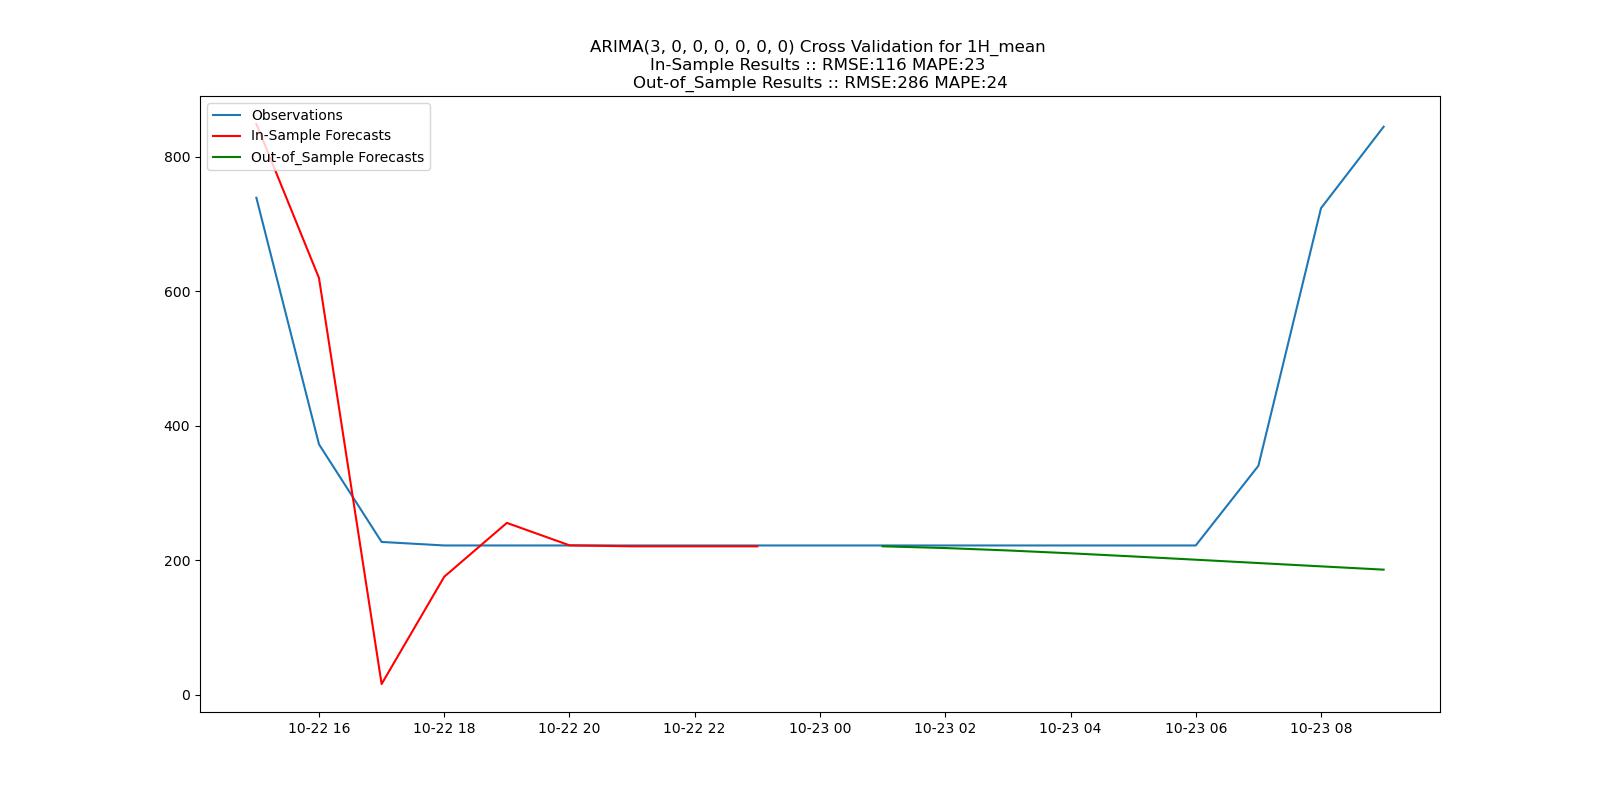 ARIMA(3, 0, 0, 0, 0, 0, 0) Cross Validation for 1H_mean
In-Sample Results :: RMSE:116 MAPE:23
Out-of_Sample Results :: RMSE:286 MAPE:24
Observations
In-Sample Forecasts
Out-of_Sample Forecasts
800
600
400
200
0
10-22 16
10-22 18
10-22 20
10-22 22
10-23 00
10-23 02
10-23 04
10-23 06
10-23 08